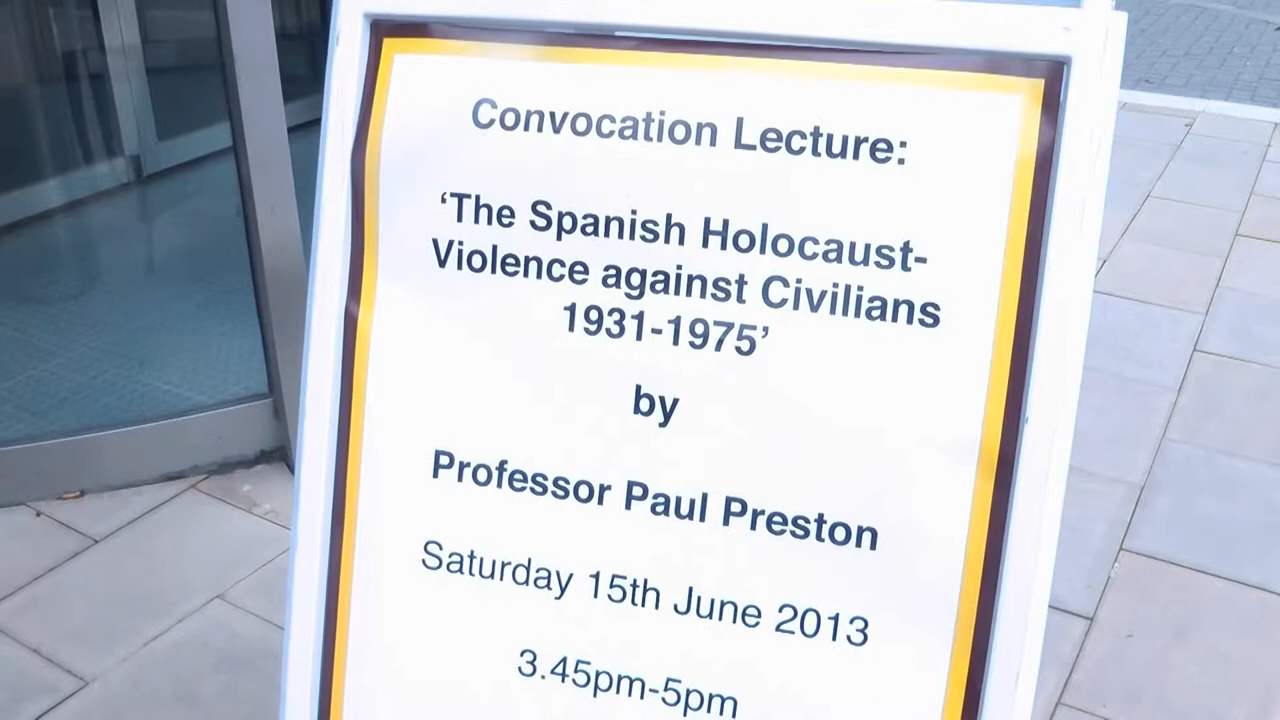 Convocation Lecture:
‘The Spanish Holocaust-
Violence against Civilians
1931-1975’
by
Professor Paul Preston
Saturday 15th June 2013
3.45pm-5pm